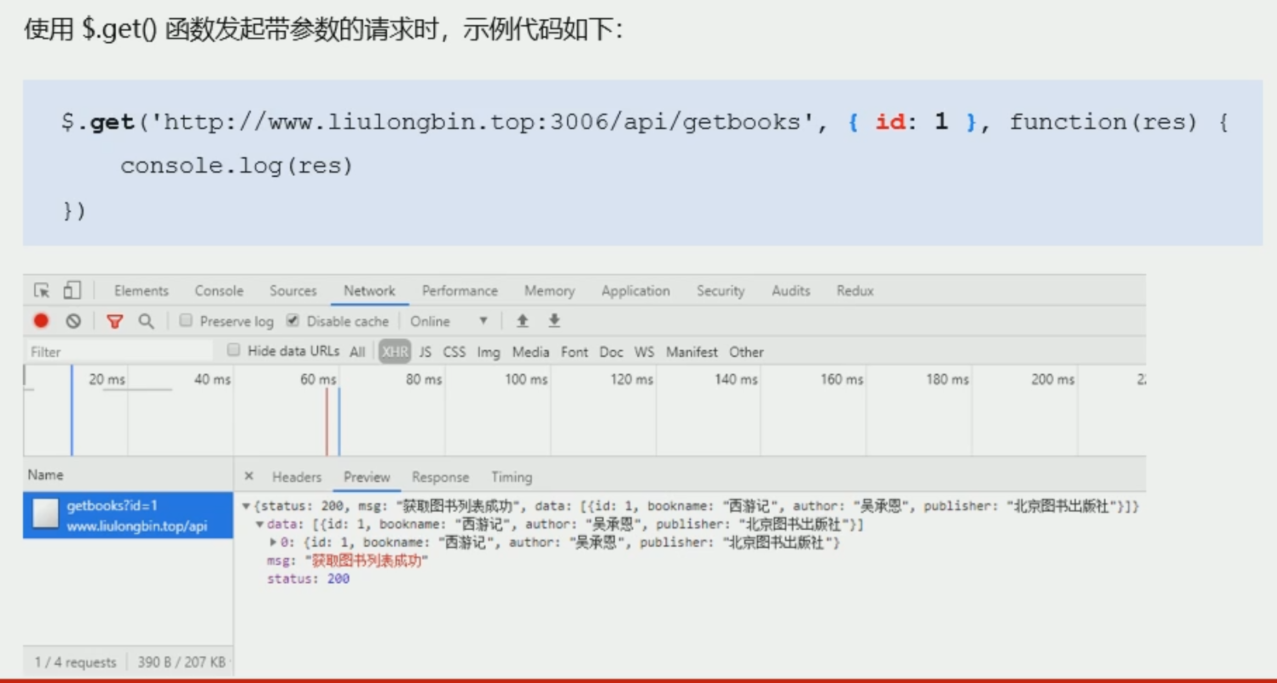 使用 $.get() 函数发起带参数的请求时，示例代码如下：
$.get('http://www.liulongbin.top:3006/api/getbooks', { id: 1 }, function(res) {
console.log(res)
})
Elements Console Sources Network Performance Memory Application Security Audits Redux
Preserve log Disable cache Online
Filter Hide data URLs All XHR JS CSS Img Media Font Doc WS Manifest Other
20 ms 40 ms 60 ms 80 ms 100 ms 120 ms 140 ms 160 ms 180 ms 200 ms
Name × Headers Preview Response Timing
getbooks?id=1
www.liulongbin.top/api
▼{status: 200, msg: "获取图书列表成功", data: [{id: 1, bookname: "西游记", author: "吴承恩", publisher: "北京图书出版社"}]}
▼data: [{id: 1, bookname: "西游记", author: "吴承恩", publisher: "北京图书出版社"}]
▶0: {id: 1, bookname: "西游记", author: "吴承恩", publisher: "北京图书出版社"}
msg: "获取图书列表成功"
status: 200
1 / 4 requests 390 B / 207 KB